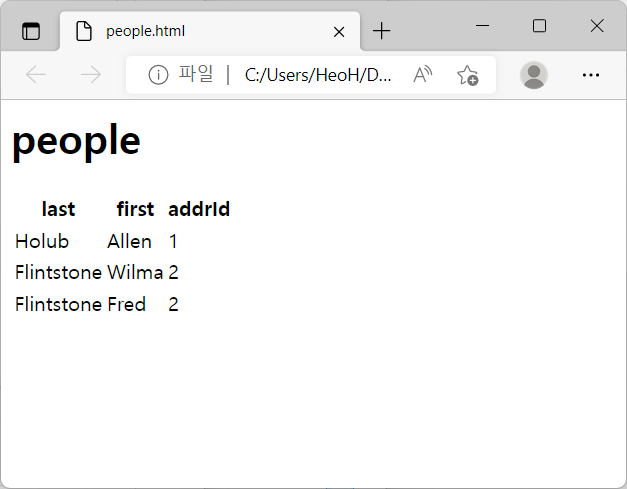 people.html
파일 | C:/Users/HeoH/D...
people
last first addrId
Holub Allen 1
Flintstone Wilma 2
Flintstone Fred 2